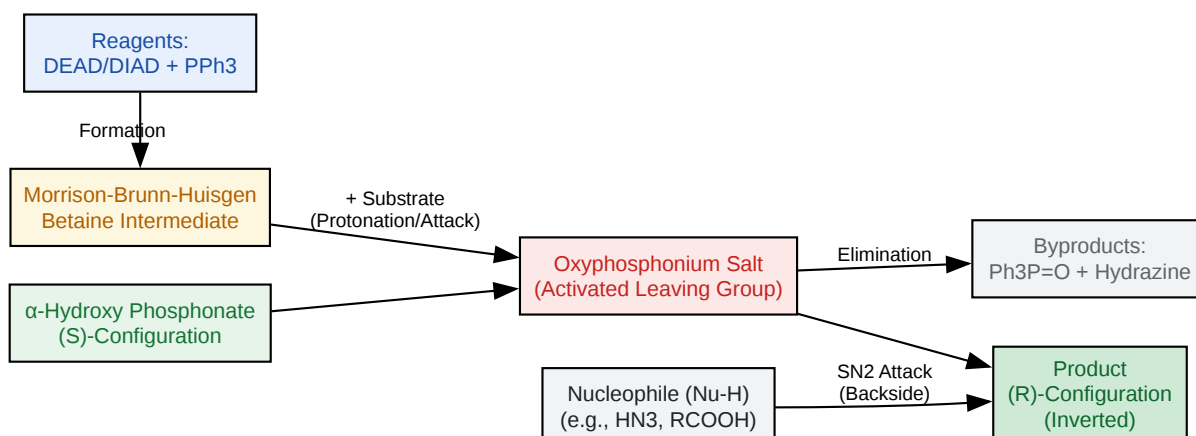 Reagents:
DEAD/DIAD + PPh3
Formation
Morrison-Brunn-Huisgen
Betaine Intermediate
+ Substrate
(Protonation/Attack)
α-Hydroxy Phosphonate
(S)-Configuration
Oxyphosphonium Salt
(Activated Leaving Group)
Elimination
Byproducts:
Ph3P=O + Hydrazine
Nucleophile (Nu-H)
(e.g., HN3, RCOOH)
SN2 Attack
(Backside)
Product
(R)-Configuration
(Inverted)